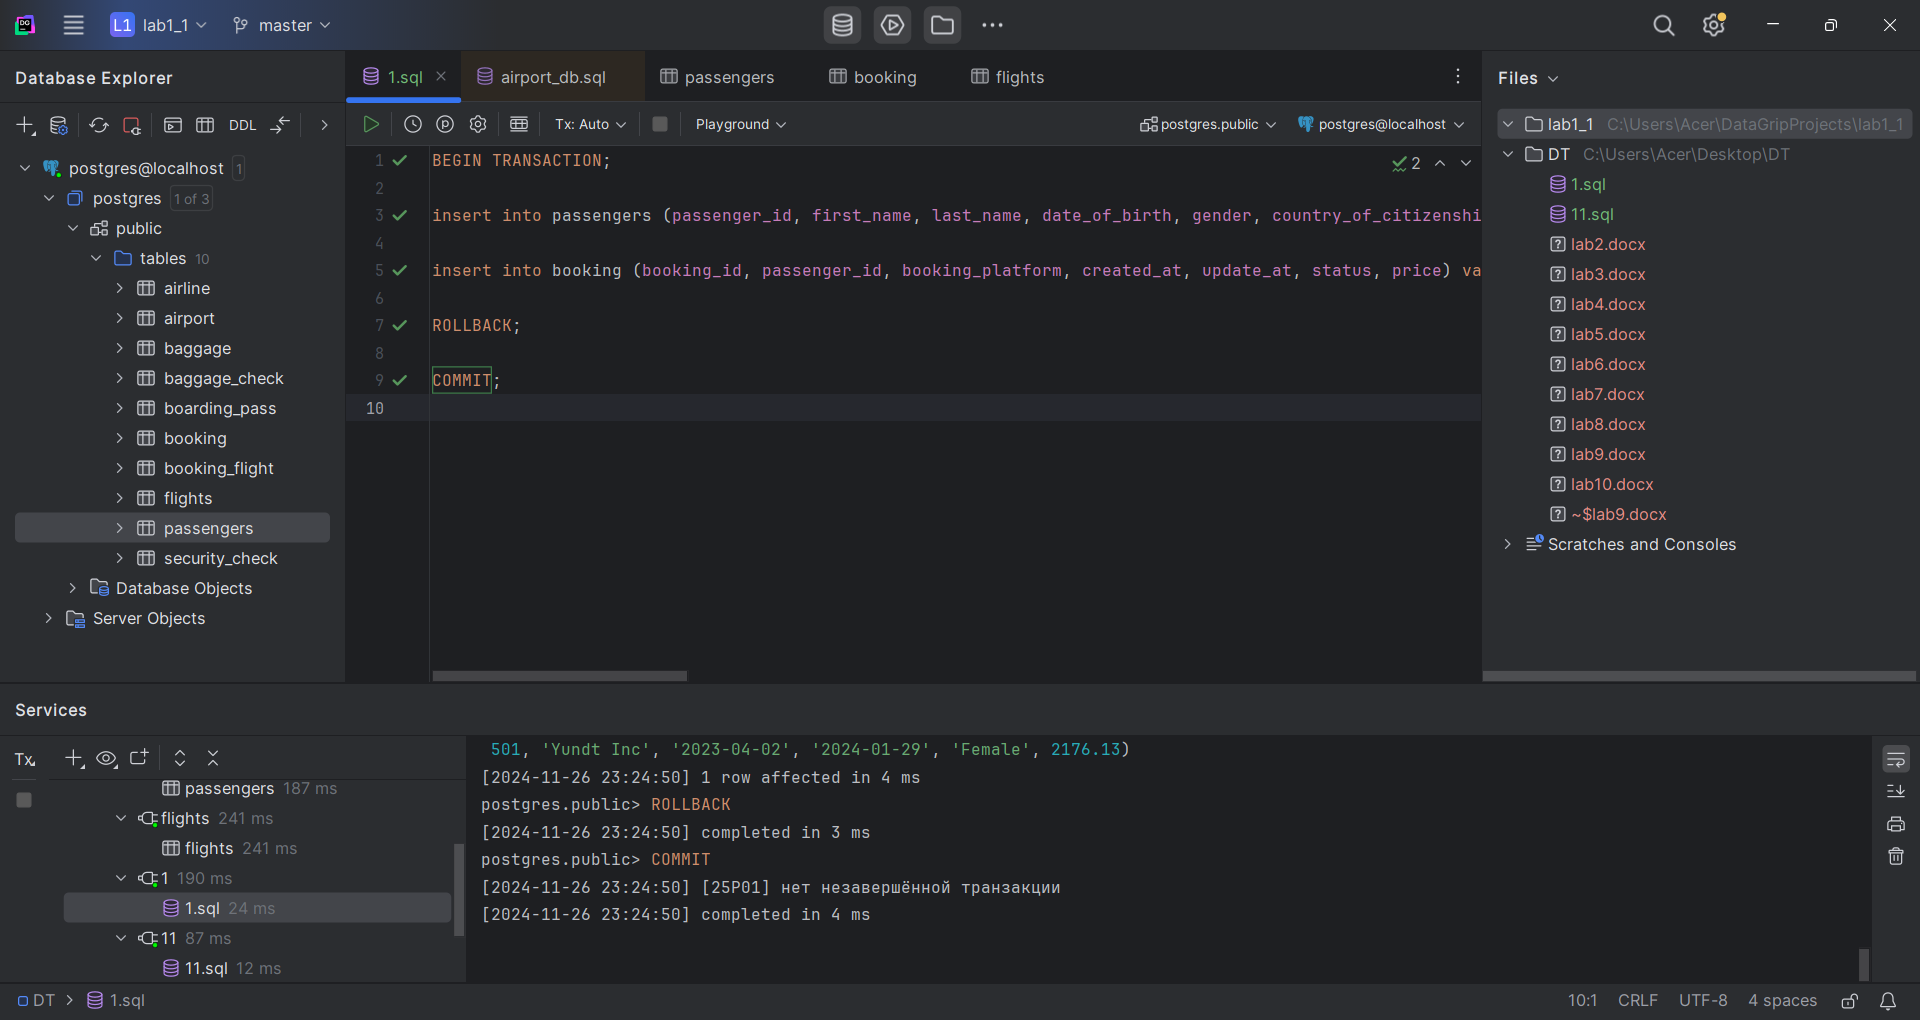 L1 lab1_1 master
Database Explorer
1.sql airport_db.sql passengers booking flights
Files
DDL
Tx: Auto Playground postgres.public postgres@localhost
postgres@localhost 1
postgres 1 of 3
public
tables 10
airline
airport
baggage
baggage_check
boarding_pass
booking
booking_flight
flights
passengers
security_check
Database Objects
Server Objects
1 BEGIN TRANSACTION;
2
3 insert into passengers (passenger_id, first_name, last_name, date_of_birth, gender, country_of_citizenshi
4
5 insert into booking (booking_id, passenger_id, booking_platform, created_at, update_at, status, price) va
6
7 ROLLBACK;
8
9 COMMIT;
10
2
lab1_1 C:\Users\Acer\DataGripProjects\lab1_1
DT C:\Users\Acer\Desktop\DT
1.sql
11.sql
lab2.docx
lab3.docx
lab4.docx
lab5.docx
lab6.docx
lab7.docx
lab8.docx
lab9.docx
lab10.docx
~$lab9.docx
Scratches and Consoles
Services
Tx
passengers 187 ms
flights 241 ms
flights 241 ms
1 190 ms
1.sql 24 ms
11 87 ms
11.sql 12 ms
501, 'Yundt Inc', '2023-04-02', '2024-01-29', 'Female', 2176.13)
[2024-11-26 23:24:50] 1 row affected in 4 ms
postgres.public> ROLLBACK
[2024-11-26 23:24:50] completed in 3 ms
postgres.public> COMMIT
[2024-11-26 23:24:50] [25P01] нет незавершённой транзакции
[2024-11-26 23:24:50] completed in 4 ms
DT 1.sql
10:1 CRLF UTF-8 4 spaces